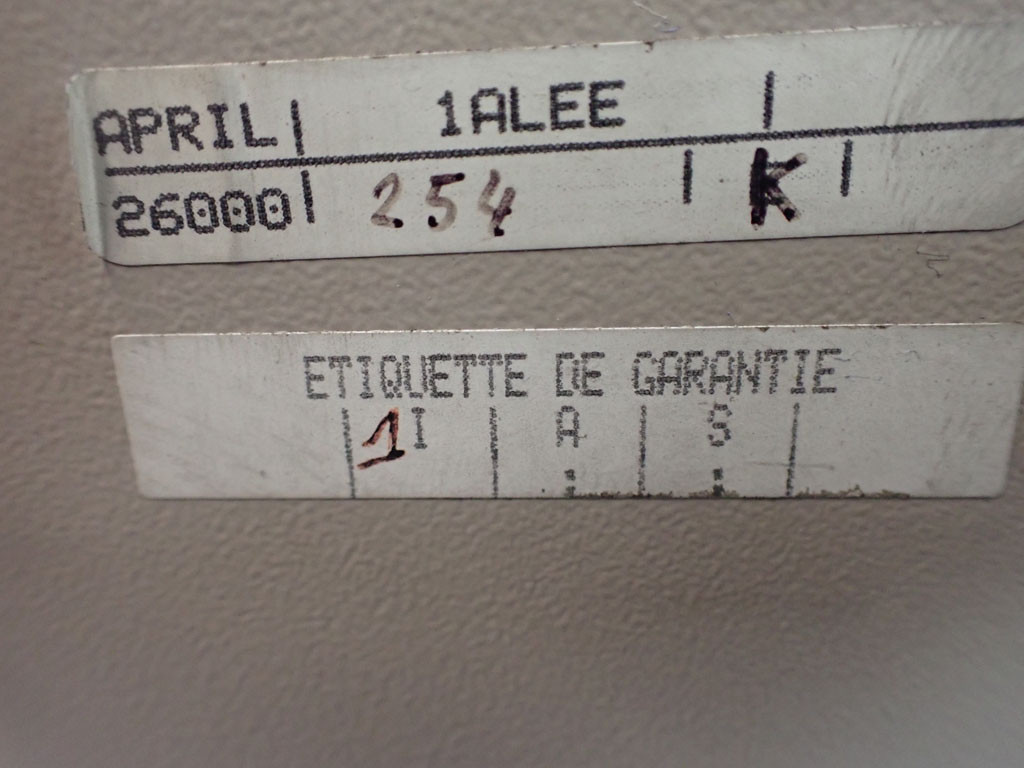 APRIL| 1ALEE |
26000| 254 | K |
ETIQUETTE DE GARANTIE
| 1 I | A | S |